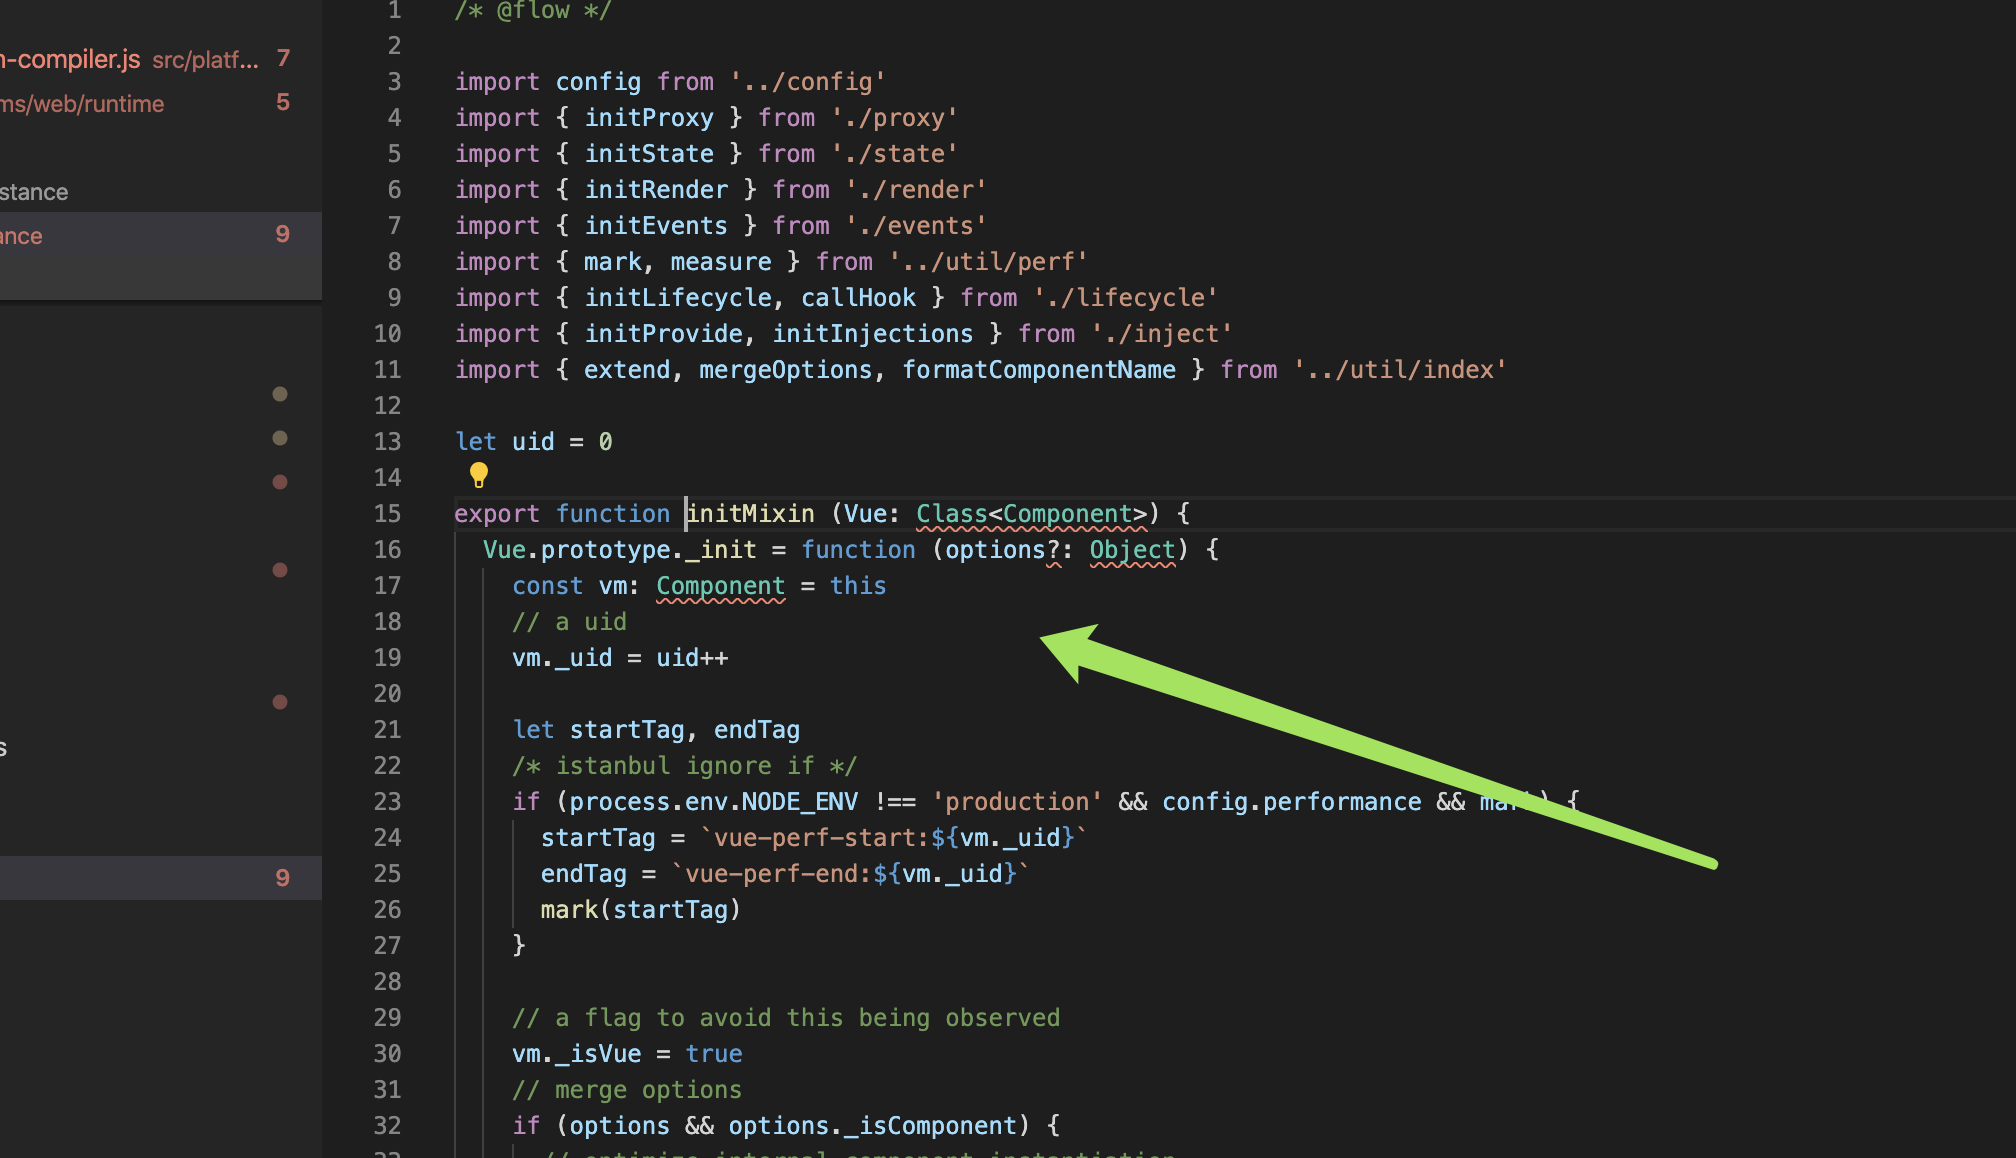 n-compiler.js src/platf... 7
ms/web/runtime 5
stance
ance 9
s
9
1 /* @flow */
2
3 import config from '../config'
4 import { initProxy } from './proxy'
5 import { initState } from './state'
6 import { initRender } from './render'
7 import { initEvents } from './events'
8 import { mark, measure } from '../util/perf'
9 import { initLifecycle, callHook } from './lifecycle'
10 import { initProvide, initInjections } from './inject'
11 import { extend, mergeOptions, formatComponentName } from '../util/index'
12
13 let uid = 0
14
15 export function initMixin (Vue: Class<Component>) {
16 Vue.prototype._init = function (options?: Object) {
17 const vm: Component = this
18 // a uid
19 vm._uid = uid++
20
21 let startTag, endTag
22 /* istanbul ignore if */
23 if (process.env.NODE_ENV !== 'production' && config.performance && mark) {
24 startTag = `vue-perf-start:${vm._uid}`
25 endTag = `vue-perf-end:${vm._uid}`
26 mark(startTag)
27 }
28
29 // a flag to avoid this being observed
30 vm._isVue = true
31 // merge options
32 if (options && options._isComponent) {
33 // optimize internal component instantiation